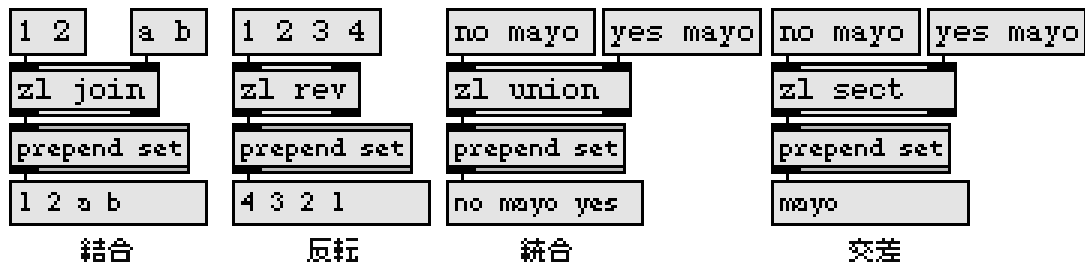 1 2
a b
zl join
prepend set
1 2 a b
結合
1 2 3 4
zl rev
prepend set
4 3 2 1
反転
no mayo
yes mayo
zl union
prepend set
no mayo yes
統合
no mayo
yes mayo
zl sect
prepend set
mayo
交差